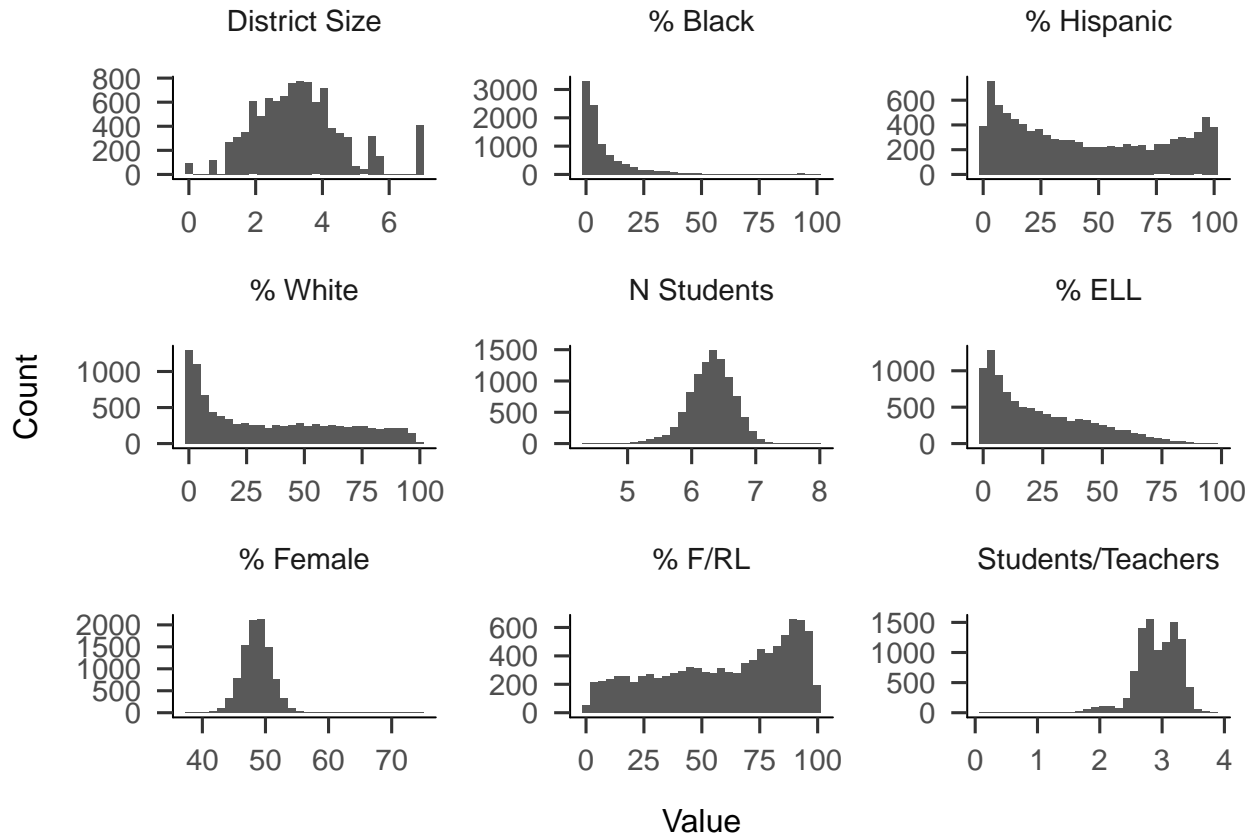 District Size
% Black
% Hispanic
800
600
400
200
0
0 2 4 6
3000
2000
1000
0
0 25 50 75 100
600
400
200
0
0 25 50 75 100
% White
N Students
% ELL
1000
500
0
0 25 50 75 100
1500
1000
500
0
5 6 7 8
1000
500
0
0 25 50 75 100
% Female
% F/RL
Students/Teachers
2000
1500
1000
500
0
40 50 60 70
600
400
200
0
0 25 50 75 100
1500
1000
500
0
0 1 2 3 4
Count
Value